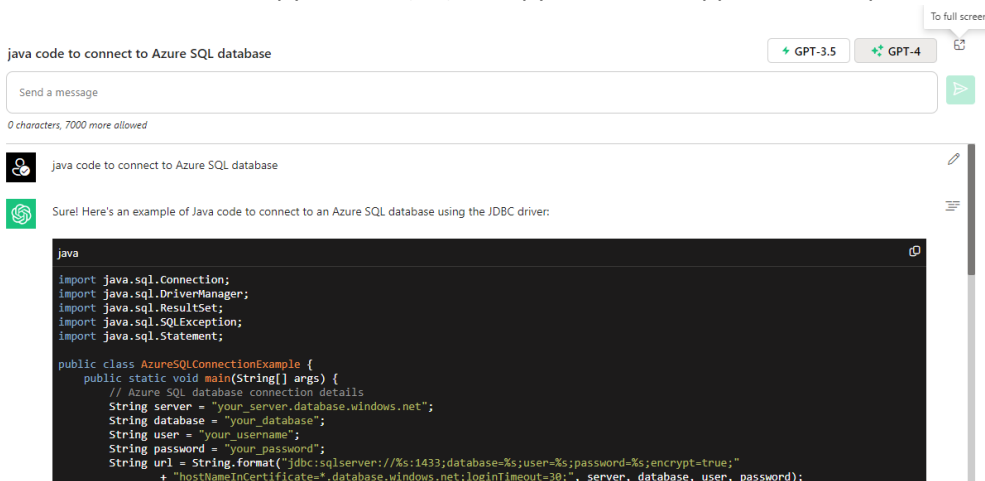 To full screen
java code to connect to Azure SQL database
GPT-3.5
GPT-4
Send a message
0 characters, 7000 more allowed
java code to connect to Azure SQL database
Sure! Here's an example of Java code to connect to an Azure SQL database using the JDBC driver:
java
import java.sql.Connection;
import java.sql.DriverManager;
import java.sql.ResultSet;
import java.sql.SQLException;
import java.sql.Statement;
public class AzureSQLConnectionExample {
public static void main(String[] args) {
// Azure SQL database connection details
String server = "your_server.database.windows.net";
String database = "your_database";
String user = "your_username";
String password = "your_password";
String url = String.format("jdbc:sqlserver://%s:1433;database=%s;user=%s;password=%s;encrypt=true;"
+ "hostNameInCertificate=*.database.windows.net;loginTimeout=30;", server, database, user, password);